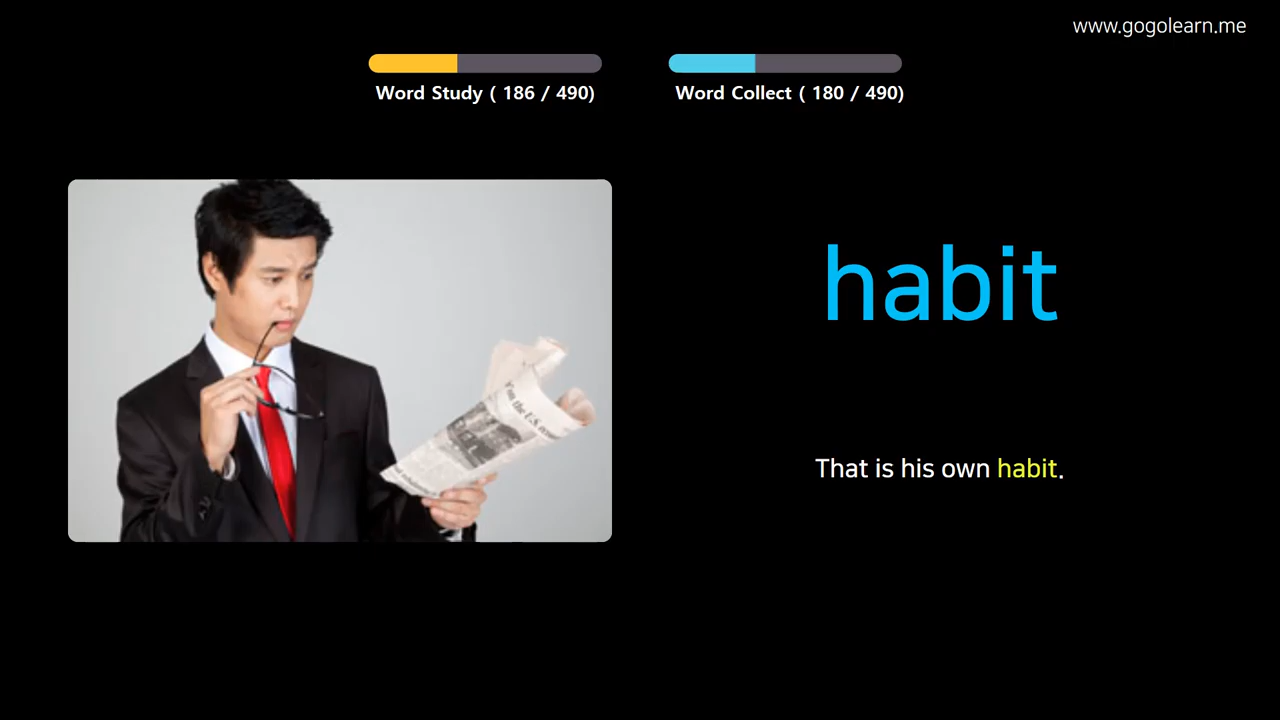 www.gogolearn.me
Word Study ( 186 / 490)
Word Collect ( 180 / 490)
habit
That is his own habit.